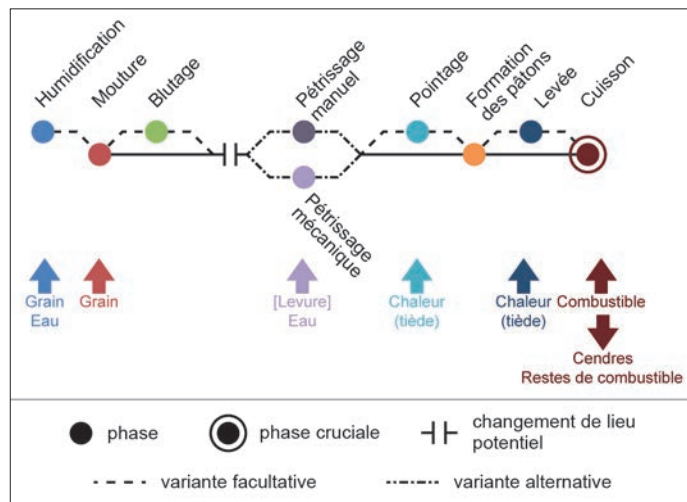 Humidification
Mouture
Blutage
Pétrissage
manuel
Pointage
Formation
des pâtons
Levée
Cuisson
Pétrissage
mécanique
Grain
Eau
Grain
[Levure]
Eau
Chaleur
(tiède)
Chaleur
(tiède)
Combustible
Cendres
Restes de combustible
phase
phase cruciale
changement de lieu
potentiel
variante facultative
variante alternative